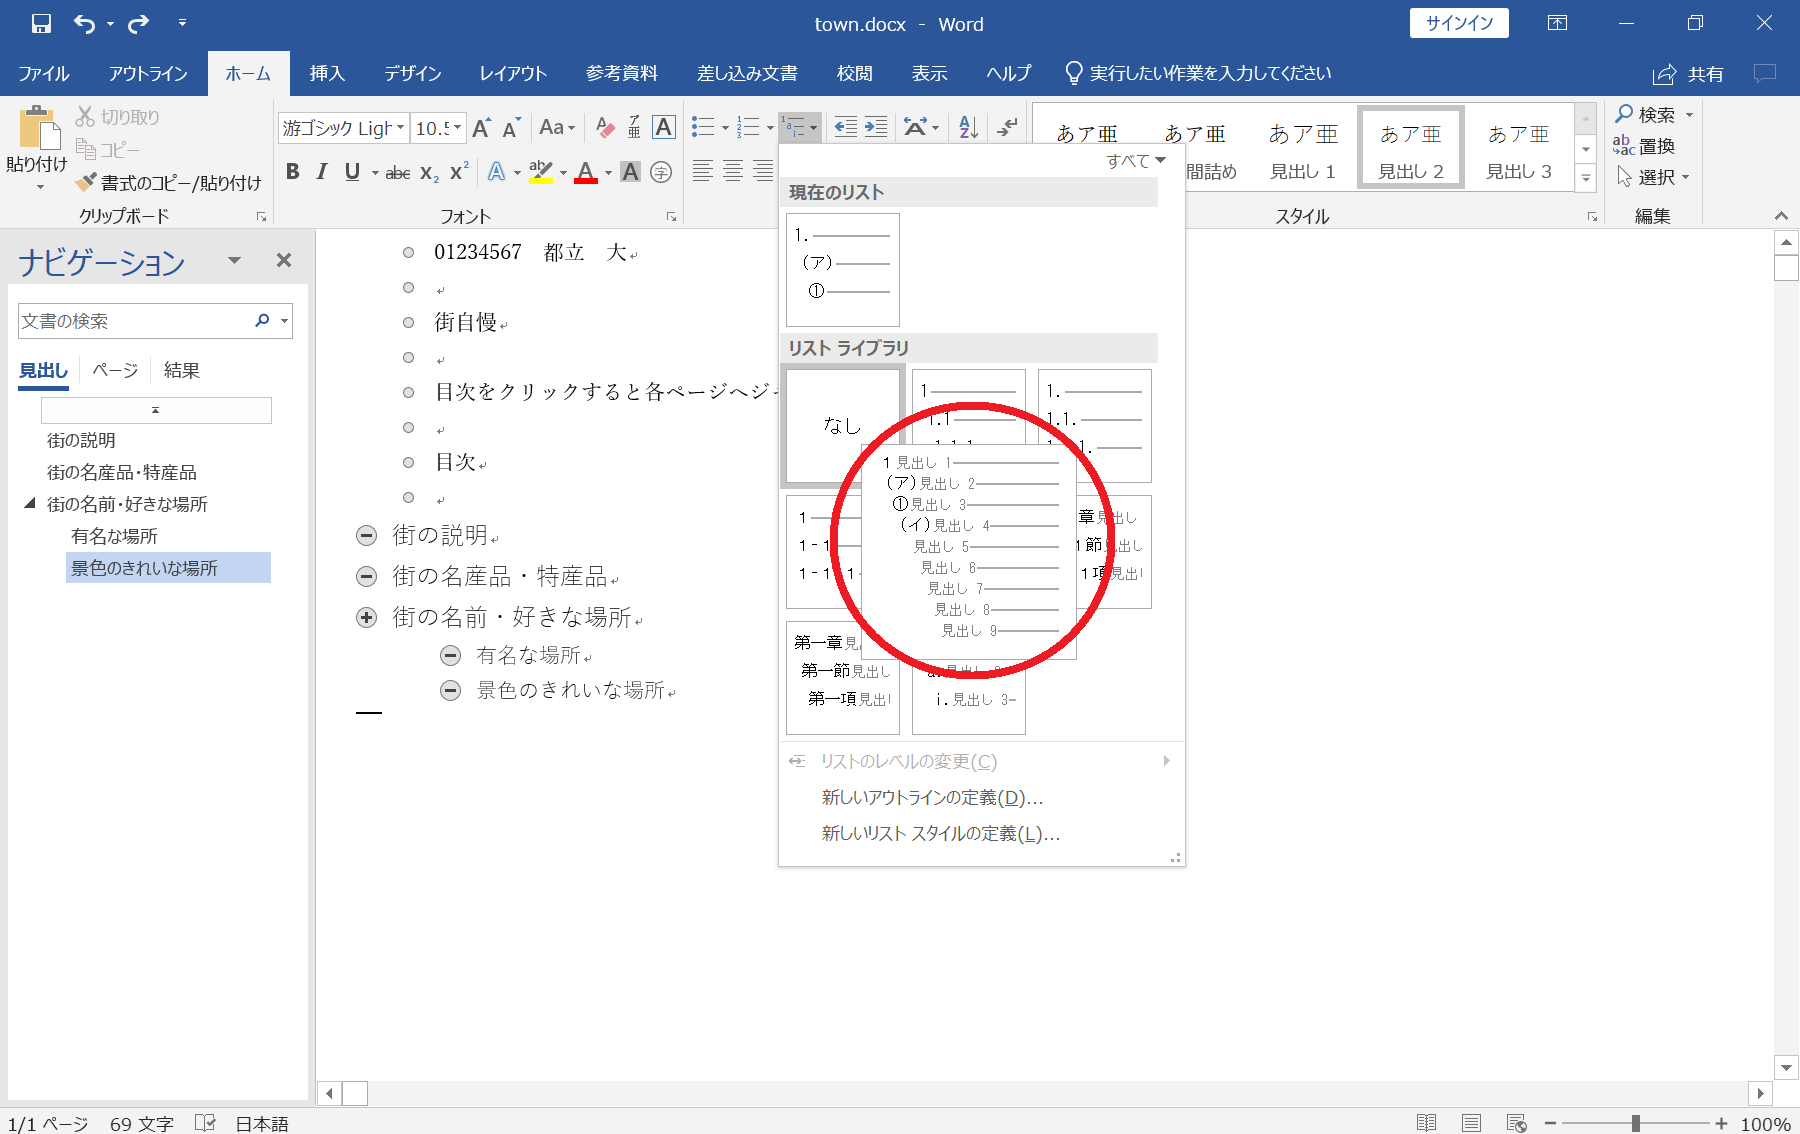 town.docx - Word
サインイン
ファイル アウトライン ホーム 挿入 デザイン レイアウト 参考資料 差し込み文書 校閲 表示 ヘルプ 実行したい作業を入力してください 共有
貼り付け
切り取り
コピー
書式のコピー/貼り付け
クリップボード
游ゴシック Ligh 10.5
Aa
ア亜
A
B I U abc X₂ X² A ab A A 字
フォント
あア亜 あア亜 あア亜 あア亜 あア亜
間詰め 見出し 1 見出し 2 見出し 3
スタイル
検索
置換
選択
編集
ナビゲーション
文書の検索
見出し ページ 結果
街の説明
街の名産品・特産品
街の名前・好きな場所
有名な場所
景色のきれいな場所
01234567 都立 大
街自慢
目次をクリックすると各ページへジ
目次
街の説明
街の名産品・特産品
街の名前・好きな場所
有名な場所
景色のきれいな場所
すべて
現在のリスト
1.
(ア)
①
リスト ライブラリ
なし
1
1.1
1.
1.1.
1 見出し 1
(ア)見出し 2
①見出し 3
(イ)見出し 4
見出し 5
見出し 6
見出し 7
見出し 8
見出し 9
1
1-1
1-1-1
章見出し
1節見出し
1項見出し
第一章見
第一節見出し
第一項見出し
i.見出し 3
リストのレベルの変更(C)
新しいアウトラインの定義(D)...
新しいリスト スタイルの定義(L)...
1/1 ページ 69 文字 日本語
100%